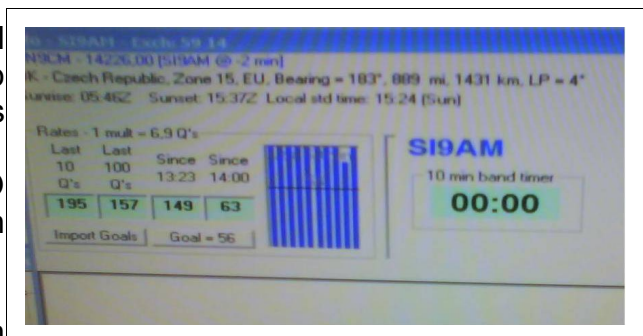 SI9AM - Exch: 59 14
14226.00 [SI9AM @ -2 min]
- Czech Republic, Zone 15, EU, Bearing = 183°, 889 mi, 1431 km, LP = 4°
05:46Z Sunset: 15:37Z Local std time: 15:24 (Sun)
Rates - 1 mult = 6,9 Q's
Last Last Since Since
10 100 13:23 14:00
Q's Q's
195 157 149 63
Import Goals Goal = 56
SI9AM
10 min band timer
00:00